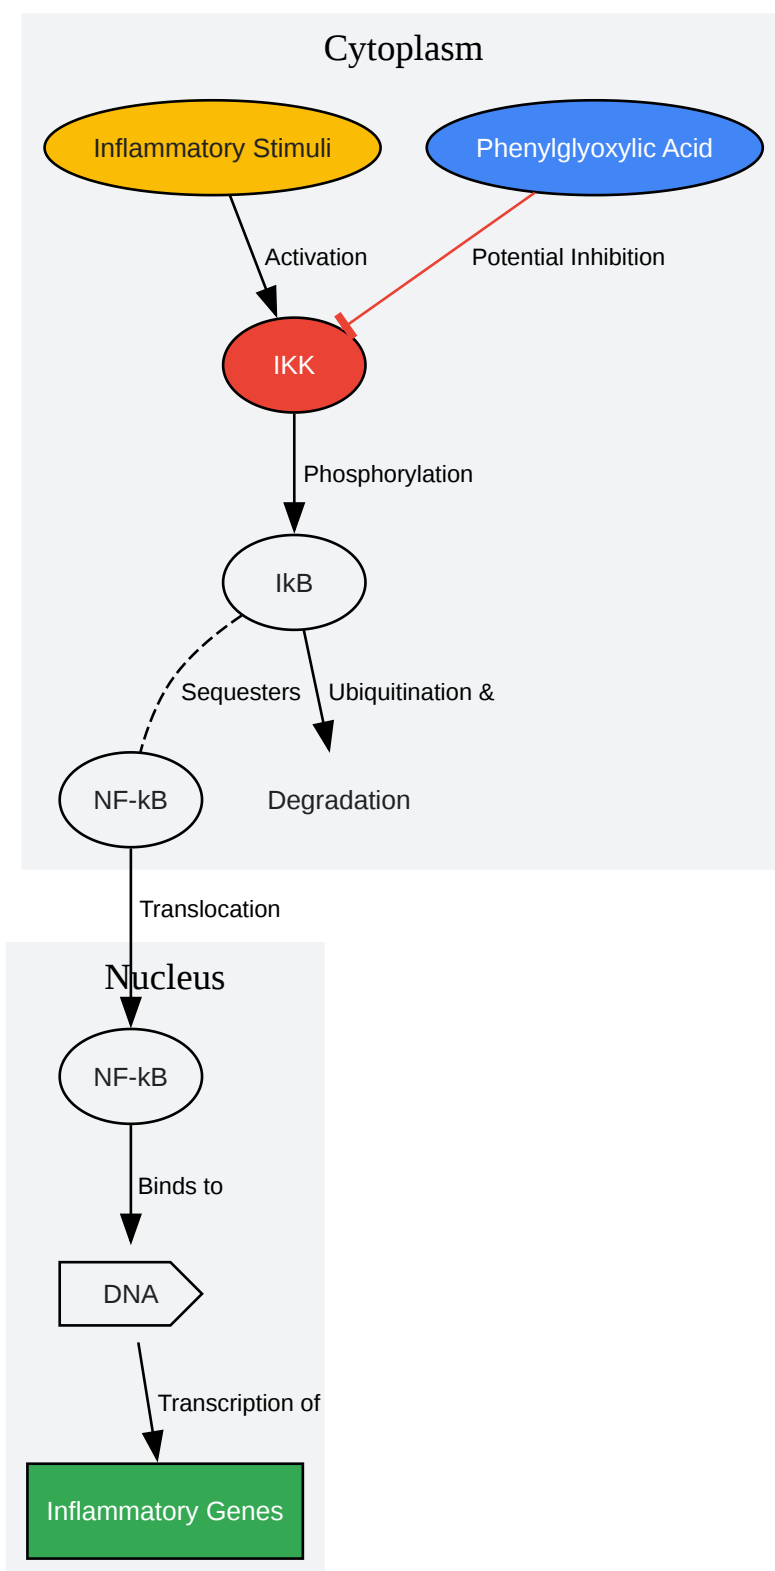 Cytoplasm
Inflammatory Stimuli
Phenylglyoxylic Acid
Activation
Potential Inhibition
IKK
Phosphorylation
IkB
Sequesters
Ubiquitination &
NF-kB
Degradation
Translocation
Nucleus
NF-kB
Binds to
DNA
Transcription of
Inflammatory Genes